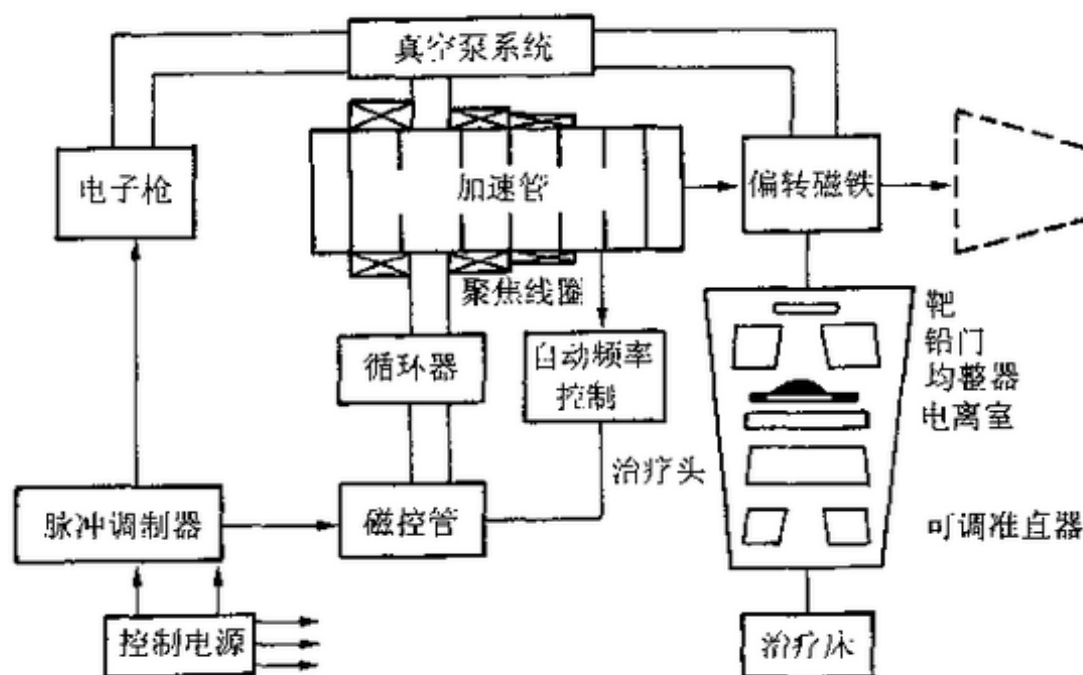 真空泵系统
电子枪
加速管
偏转磁铁
聚焦线圈
靶
铅门
均整器
电离室
循环器
自动频率
控制
治疗头
脉冲调制器
磁控管
可调准直器
控制电源
治疗床